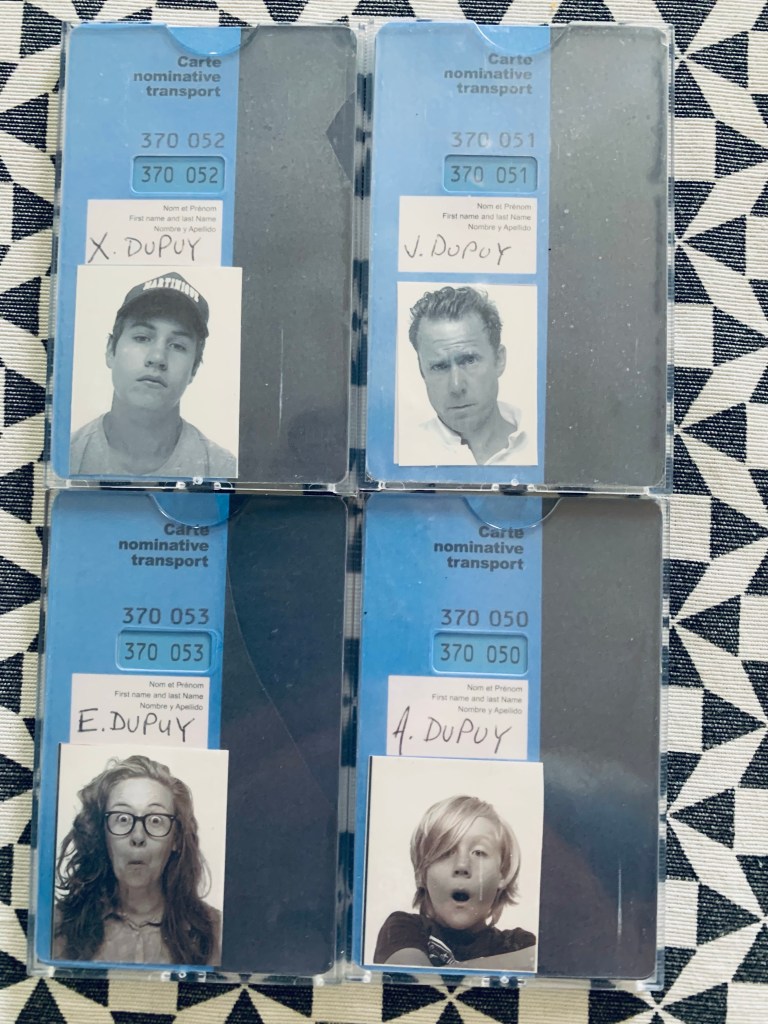 Carte
nominative
transport
370 052
370 052
Nom et Prénom
First name and last Name
Nombre y Apellido
X. DUPUY
MARTINIQUE
Carte
nominative
transport
370 051
370 051
Nom et Prénom
First name and last Name
Nombre y Apellido
J. DUPUY
Carte
nominative
transport
370 053
370 053
Nom et Prénom
First name and last Name
Nombre y Apellido
E. DUPUY
Carte
nominative
transport
370 050
370 050
Nom et Prénom
First name and last Name
Nombre y Apellido
A. DUPUY